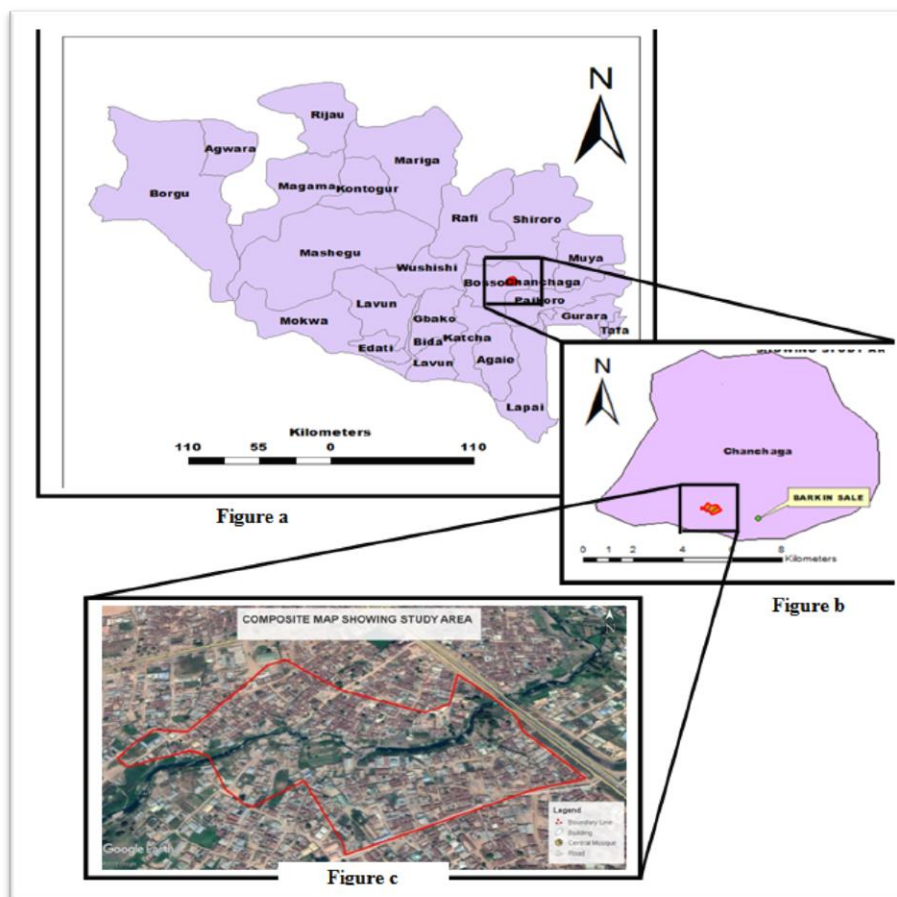 N
Rijau
Agwara
Mariga
Borgu
Magama
Kontogur
Rafi
Shiroro
Mashegu
Muya
Wushishi
Bosso
Chanchaga
Lavun
Paikoro
Gbako
Gurara
Mokwa
Katcha
Tafa
Bida
Edati
Agaie
Lavun
Lapai
Kilometers
110 55 0 110
Figure a
N
Chanchaga
BARKIN SALE
0 1 2 4 6 8
Kilometers
Figure b
COMPOSITE MAP SHOWING STUDY AREA
Legend
Boundary Line
Building
Central Mosque
Road
Google Earth
Figure c